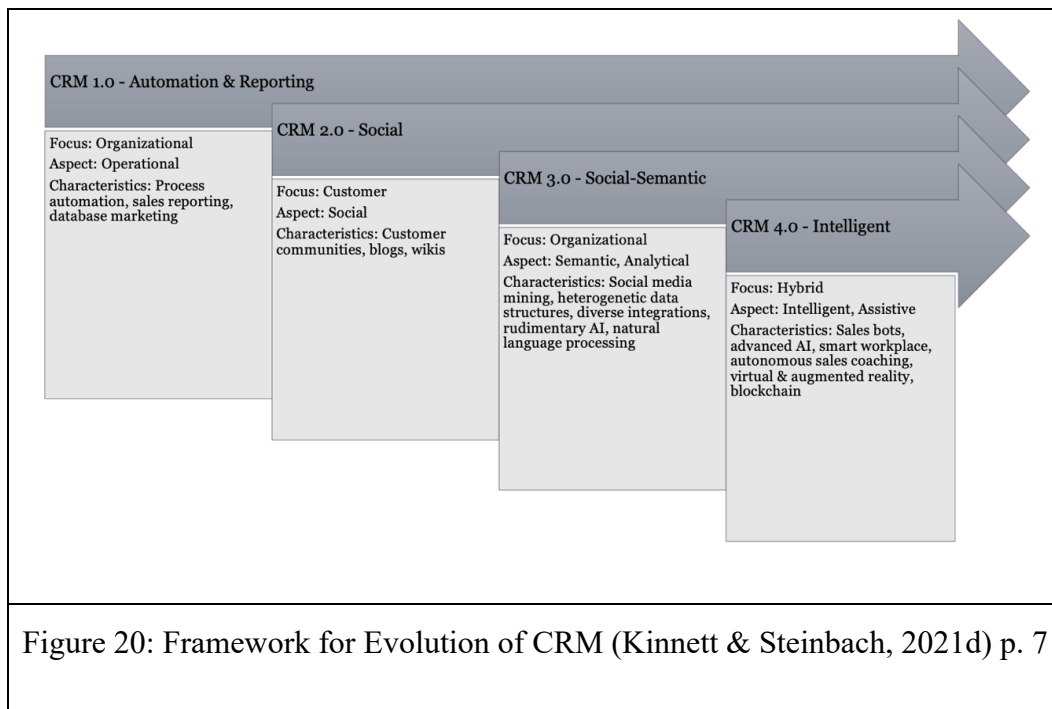 CRM 1.0 - Automation & Reporting
Focus: Organizational
Aspect: Operational
Characteristics: Process
automation, sales reporting,
database marketing
CRM 2.0 - Social
Focus: Customer
Aspect: Social
Characteristics: Customer
communities, blogs, wikis
CRM 3.0 - Social-Semantic
Focus: Organizational
Aspect: Semantic, Analytical
Characteristics: Social media
mining, heterogenetic data
structures, diverse integrations,
rudimentary AI, natural
language processing
CRM 4.0 - Intelligent
Focus: Hybrid
Aspect: Intelligent, Assistive
Characteristics: Sales bots,
advanced AI, smart workplace,
autonomous sales coaching,
virtual & augmented reality,
blockchain
Figure 20: Framework for Evolution of CRM (Kinnett & Steinbach, 2021d) p. 7